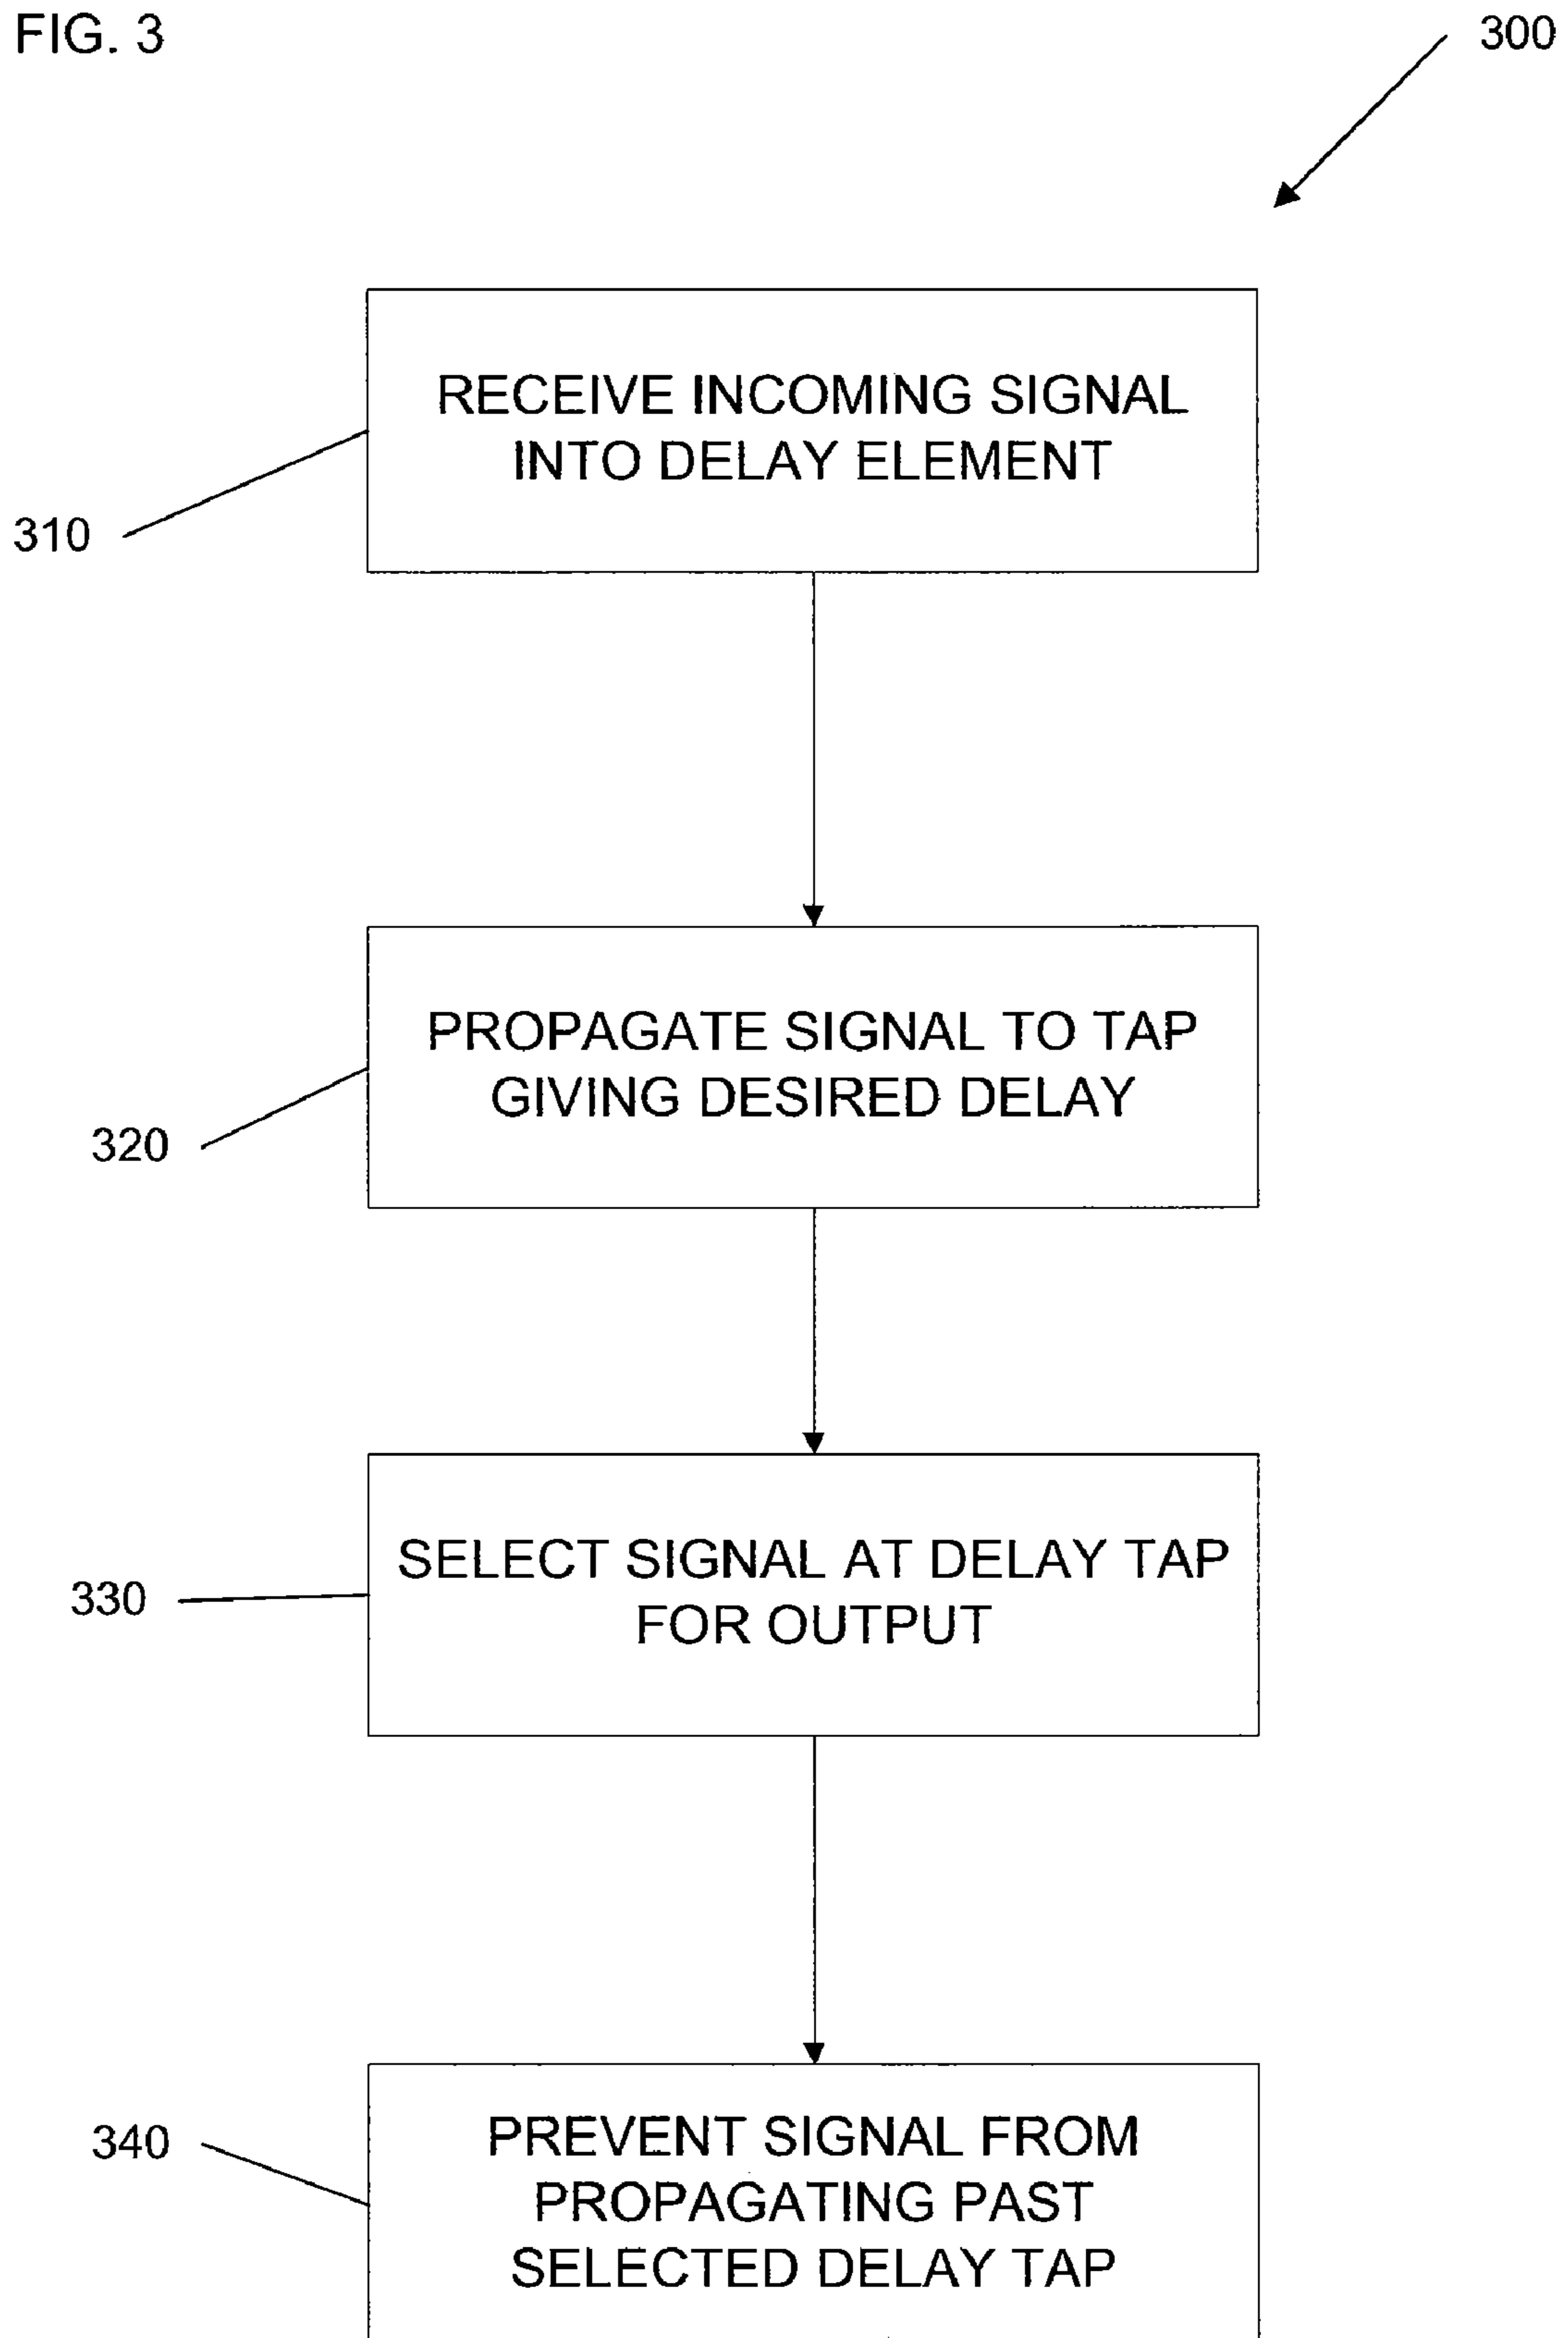 FIG. 3
300
RECEIVE INCOMING SIGNAL
INTO DELAY ELEMENT
310
PROPAGATE SIGNAL TO TAP
GIVING DESIRED DELAY
320
SELECT SIGNAL AT DELAY TAP
FOR OUTPUT
330
PREVENT SIGNAL FROM
PROPAGATING PAST
SELECTED DELAY TAP
340